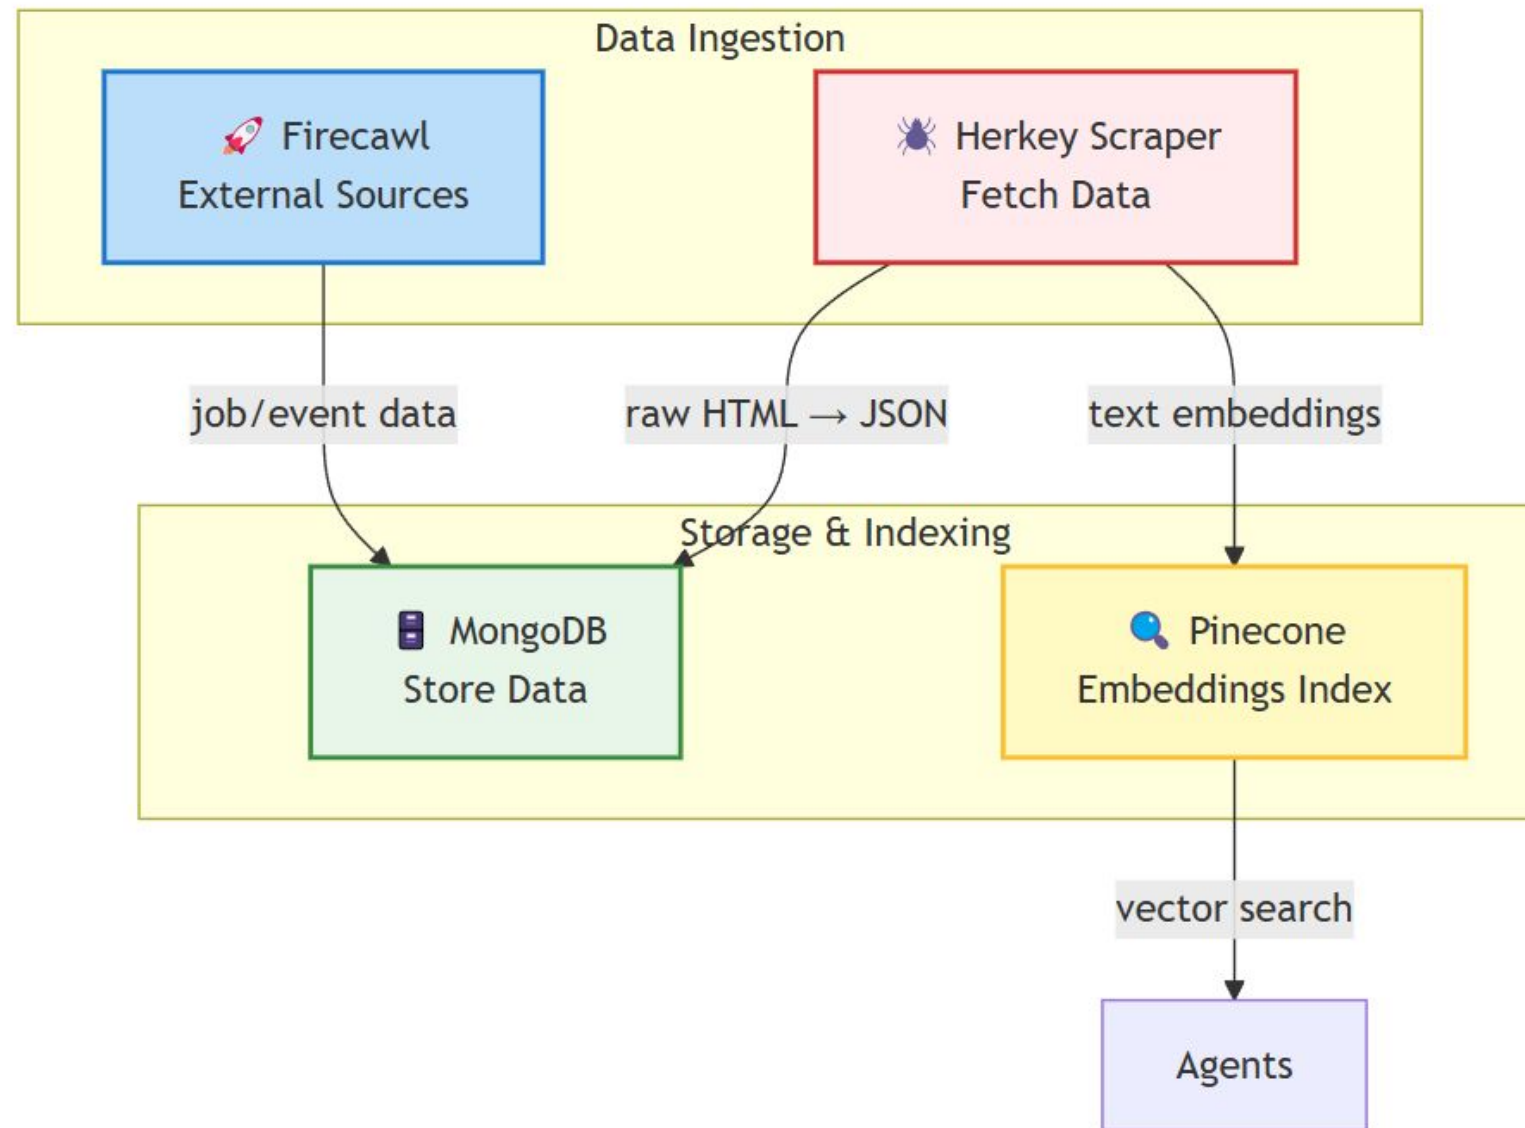 Data Ingestion
Firecawl
External Sources
Herkey Scraper
Fetch Data
job/event data
raw HTML → JSON
text embeddings
Storage & Indexing
MongoDB
Store Data
Pinecone
Embeddings Index
vector search
Agents